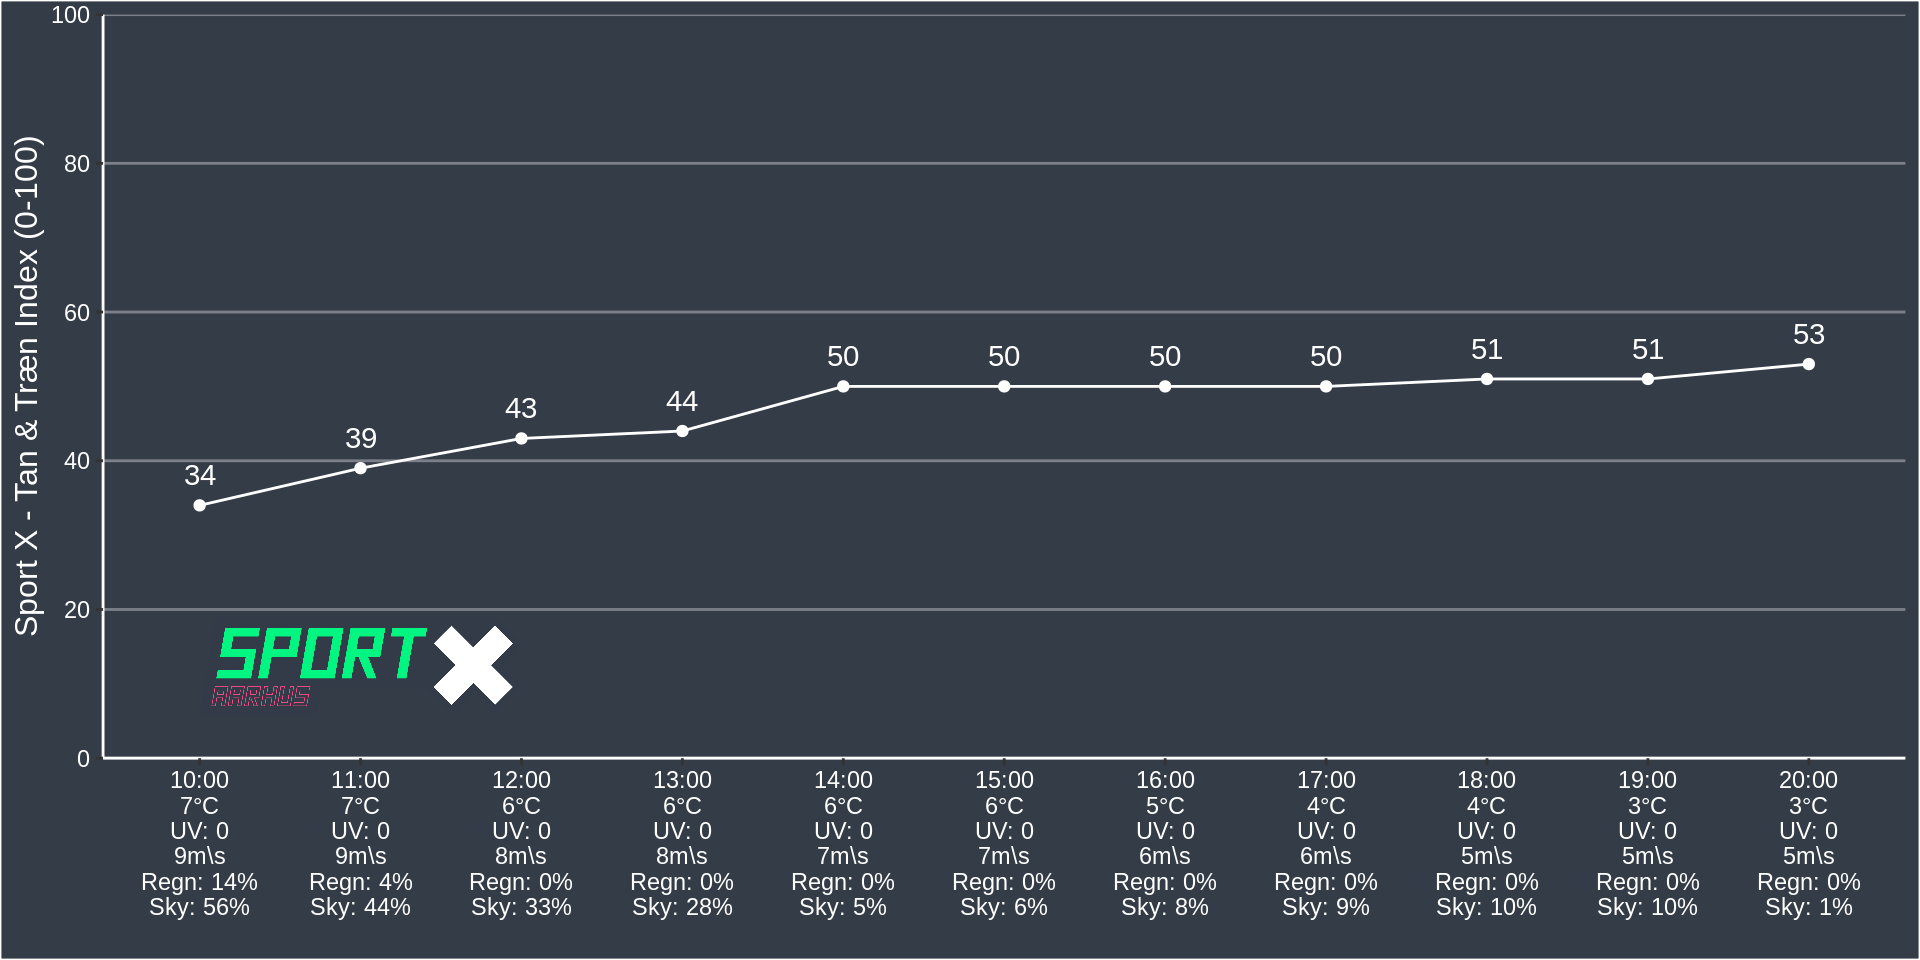 Sport X - Tan & Træn Index (0-100)
100
80
60
40
20
0
34
39
43
44
50
50
50
50
51
51
53
SPORT X
AARHUS
10:00 11:00 12:00 13:00 14:00 15:00 16:00 17:00 18:00 19:00 20:00
7°C 7°C 6°C 6°C 6°C 6°C 5°C 4°C 4°C 3°C 3°C
UV: 0 UV: 0 UV: 0 UV: 0 UV: 0 UV: 0 UV: 0 UV: 0 UV: 0 UV: 0 UV: 0
9m\s 9m\s 8m\s 8m\s 7m\s 7m\s 6m\s 6m\s 5m\s 5m\s 5m\s
Regn: 14% Regn: 4% Regn: 0% Regn: 0% Regn: 0% Regn: 0% Regn: 0% Regn: 0% Regn: 0% Regn: 0% Regn: 0%
Sky: 56% Sky: 44% Sky: 33% Sky: 28% Sky: 5% Sky: 6% Sky: 8% Sky: 9% Sky: 10% Sky: 10% Sky: 1%